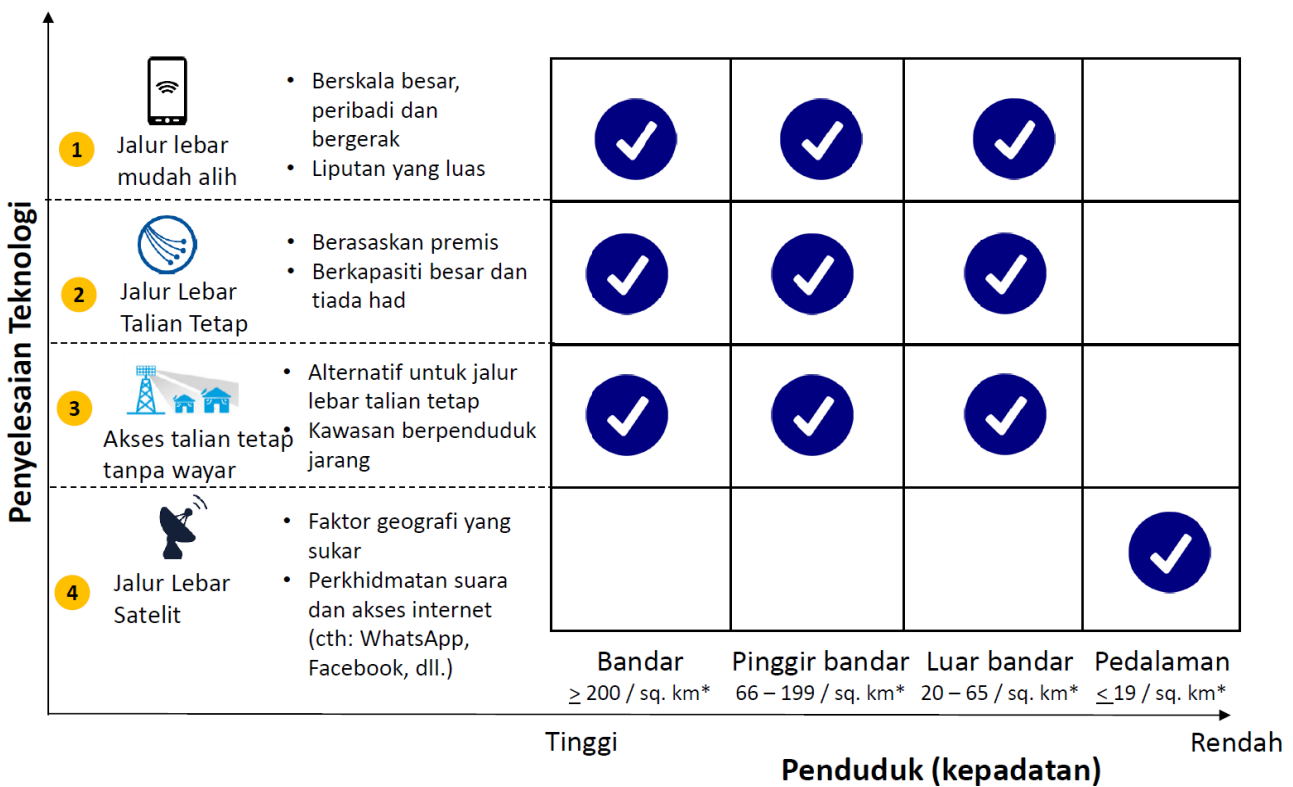 Penyelesaian Teknologi
1
Jalur lebar
mudah alih
• Berskala besar,
peribadi dan
bergerak
• Liputan yang luas
2
Jalur Lebar
Talian Tetap
• Berasaskan premis
• Berkapasiti besar dan
tiada had
3
Akses talian tetap
tanpa wayar
• Alternatif untuk jalur
lebar talian tetap
• Kawasan berpenduduk
jarang
4
Jalur Lebar
Satelit
• Faktor geografi yang
sukar
• Perkhidmatan suara
dan akses internet
(cth: WhatsApp,
Facebook, dll.)
Bandar
≥ 200 / sq. km*
Pinggir bandar
66 – 199 / sq. km*
Luar bandar
20 – 65 / sq. km*
Pedalaman
≤ 19 / sq. km*
Tinggi
Rendah
Penduduk (kepadatan)